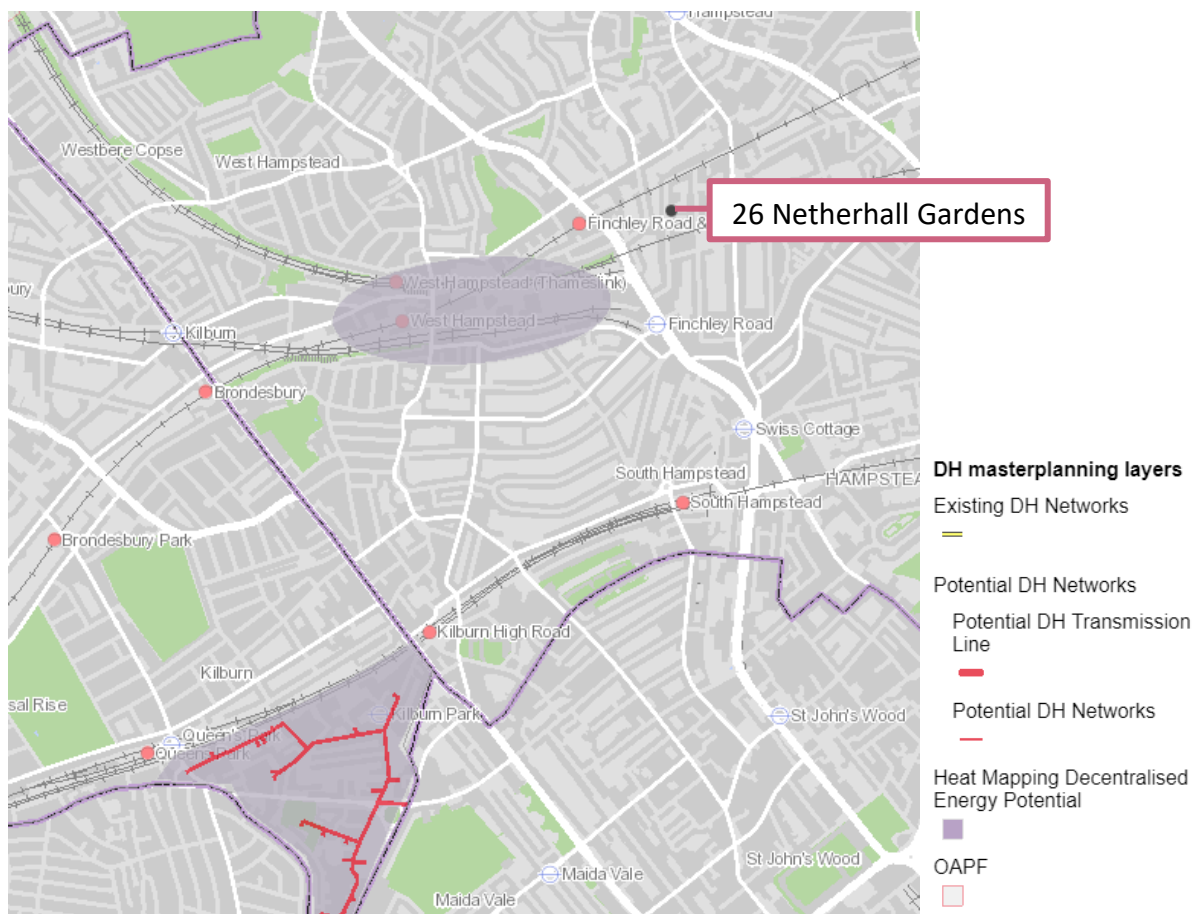 Hampstead
Westbere Copse
West Hampstead
26 Netherhall Gardens
Finchley Road &
West Hampstead (Thameslink)
West Hampstead
Finchley Road
Kilburn
Brondesbury
Swiss Cottage
South Hampstead
HAMPSTEA
South Hampstead
Brondesbury Park
Kilburn High Road
Kilburn
sal Rise
Kilburn Park
St John's Wood
Queen's Park
Queens Park
St John's Wood
Maida Vale
Maida Vale
DH masterplanning layers
Existing DH Networks
Potential DH Networks
Potential DH Transmission
Line
Potential DH Networks
Heat Mapping Decentralised
Energy Potential
OAPF